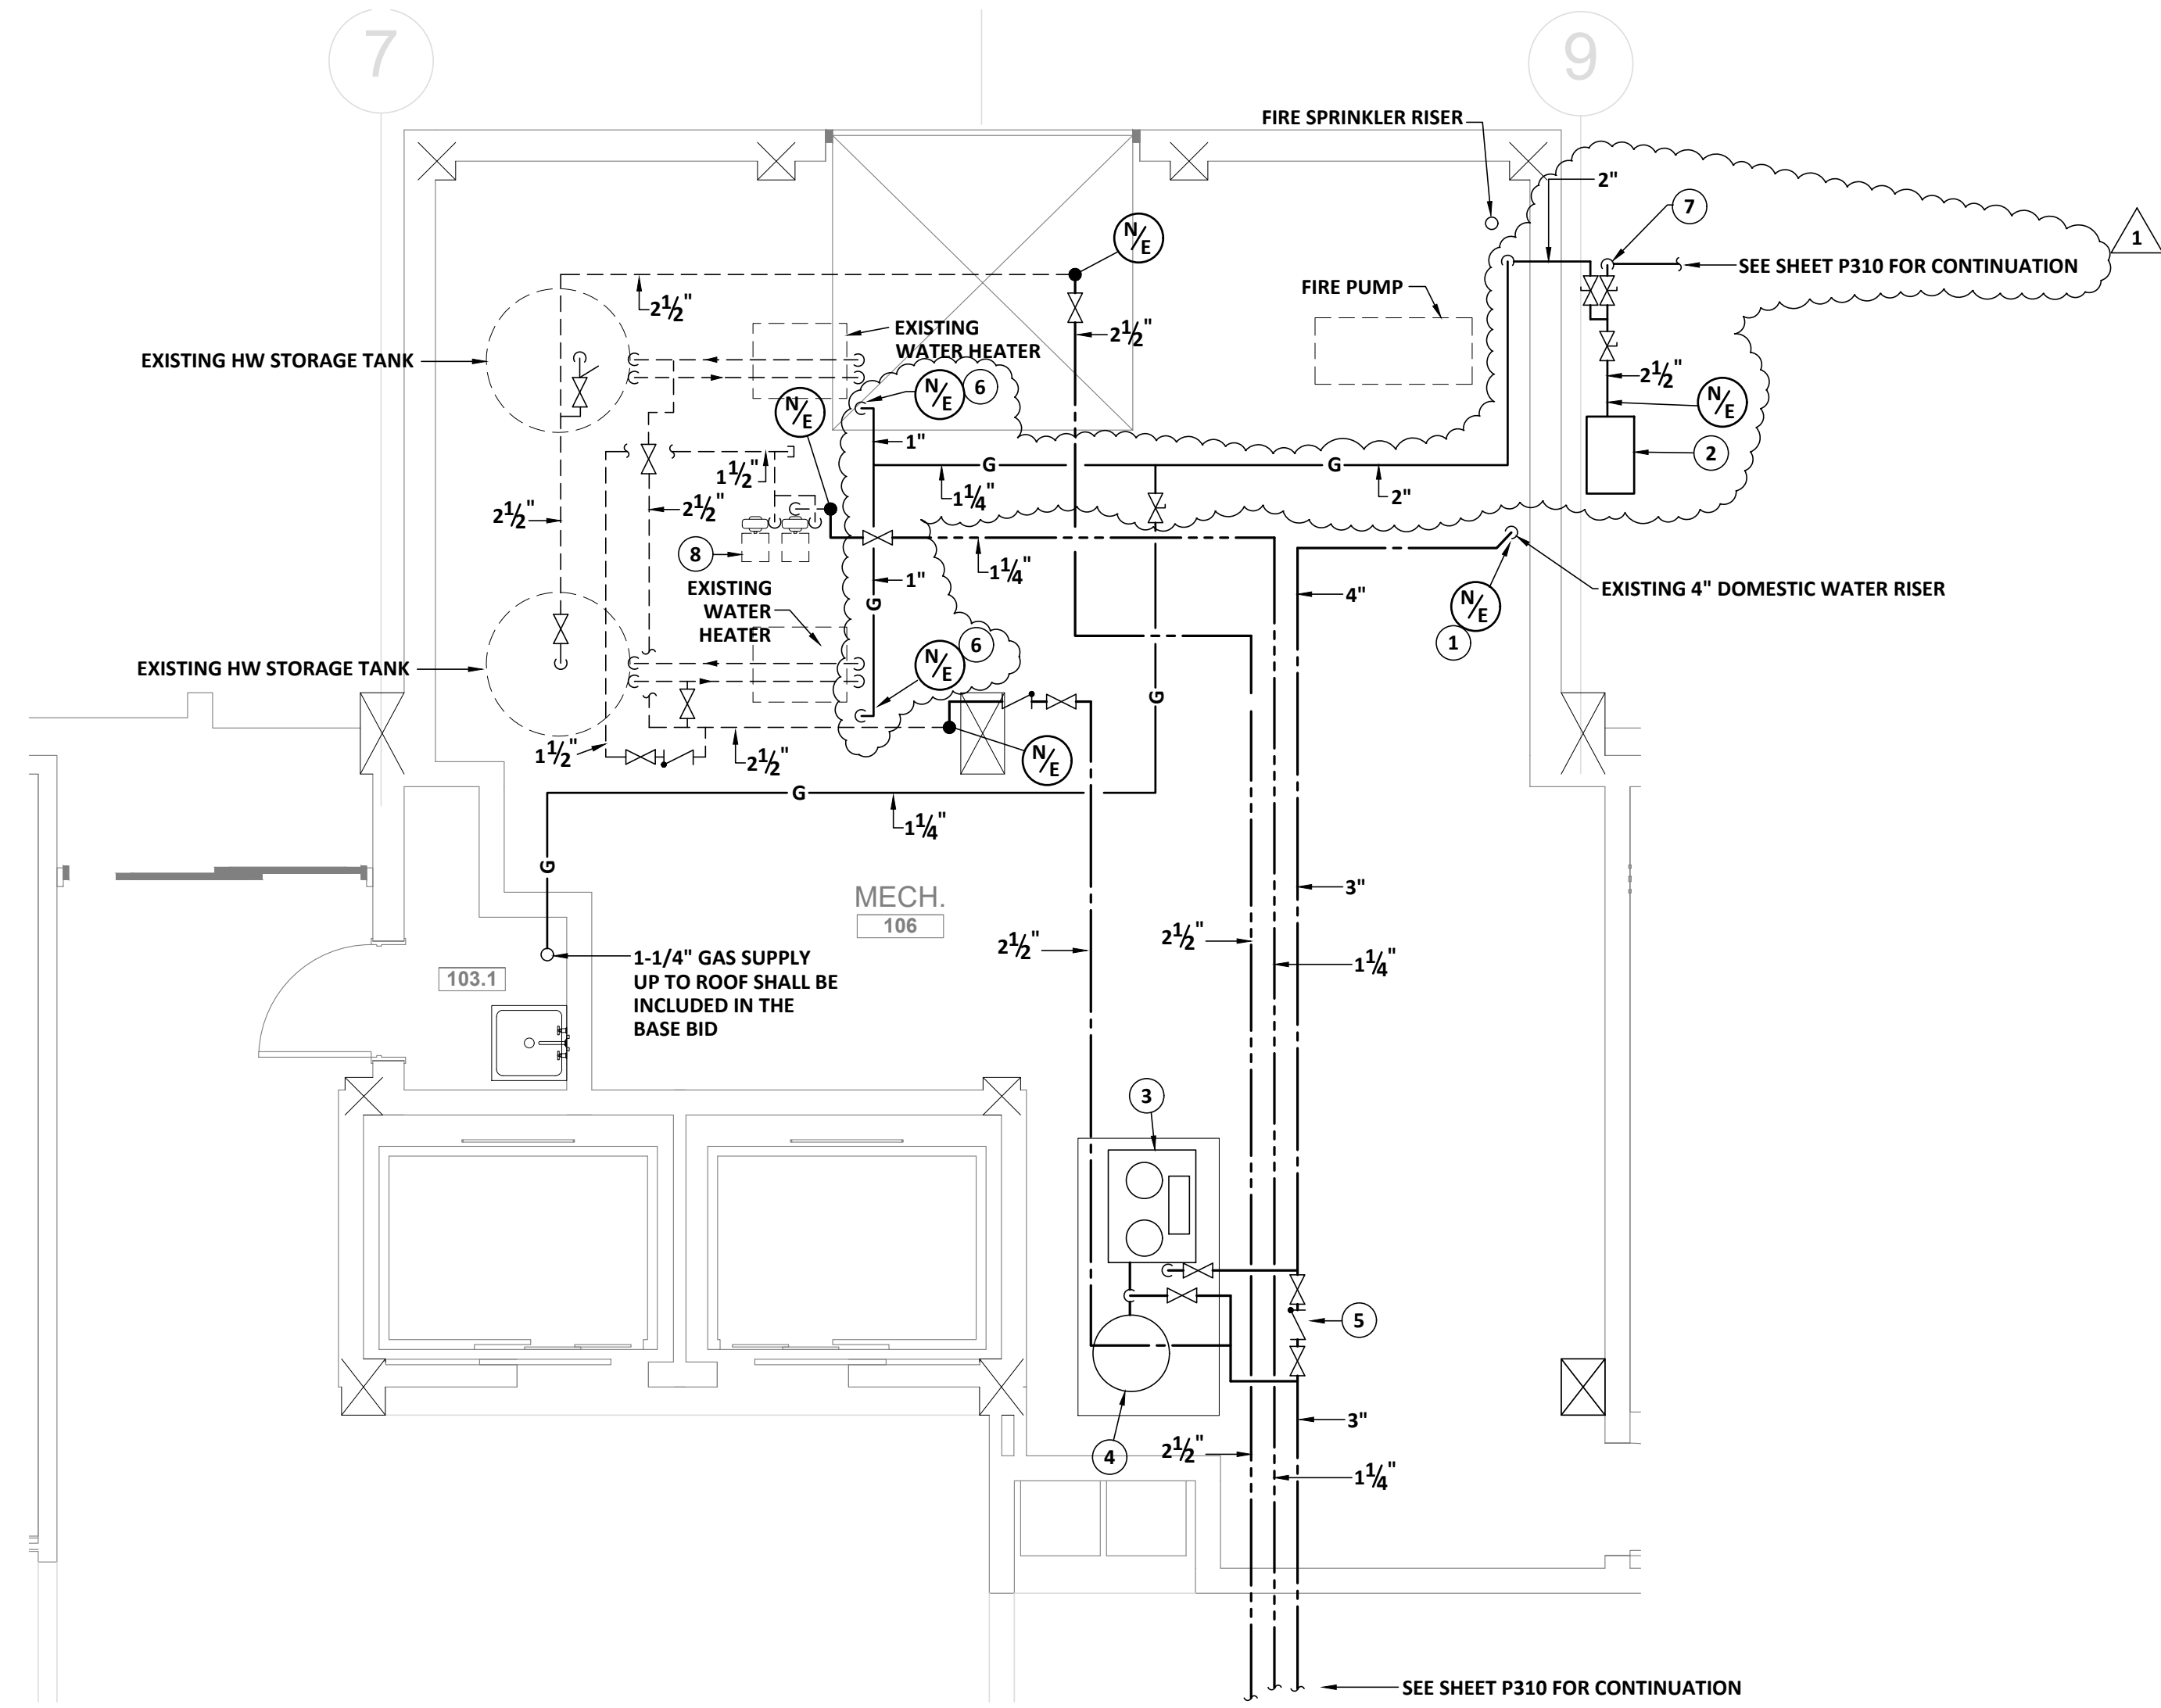 7
9
FIRE SPRINKLER RISER
2"
7
1
N/E
SEE SHEET P310 FOR CONTINUATION
FIRE PUMP
2½"
EXISTING
WATER HEATER
2½"
EXISTING HW STORAGE TANK
2½"
N/E
6
N/E
N/E
1"
2
G
G
1½"
1¼"
2"
2½"
2½"
8
1¼"
1"
EXISTING
WATER
HEATER
G
4"
EXISTING 4" DOMESTIC WATER RISER
N/E
1
N/E
6
EXISTING HW STORAGE TANK
G
1½"
2½"
N/E
G
1¼"
G
3"
MECH.
106
2½"
2½"
1-1/4" GAS SUPPLY
UP TO ROOF SHALL BE
INCLUDED IN THE
BASE BID
1¼"
103.1
3
5
3"
4
2½"
1¼"
SEE SHEET P310 FOR CONTINUATION